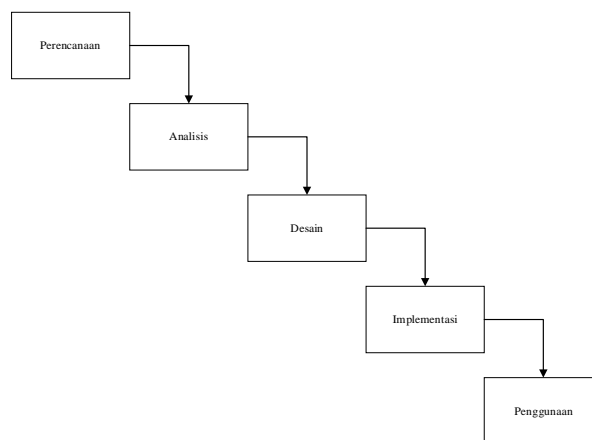 Perencanaan
Analisis
Desain
Implementasi
Penggunaan